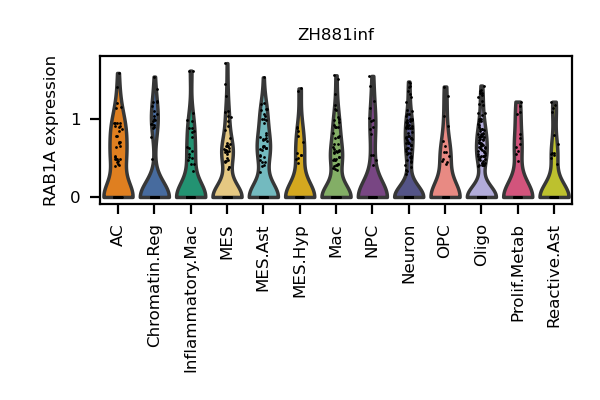 ZH881inf
RAB1A expression
1
0
AC
Chromatin.Reg
Inflammatory.Mac
MES
MES.Ast
MES.Hyp
Mac
NPC
Neuron
OPC
Oligo
Prolif.Metab
Reactive.Ast